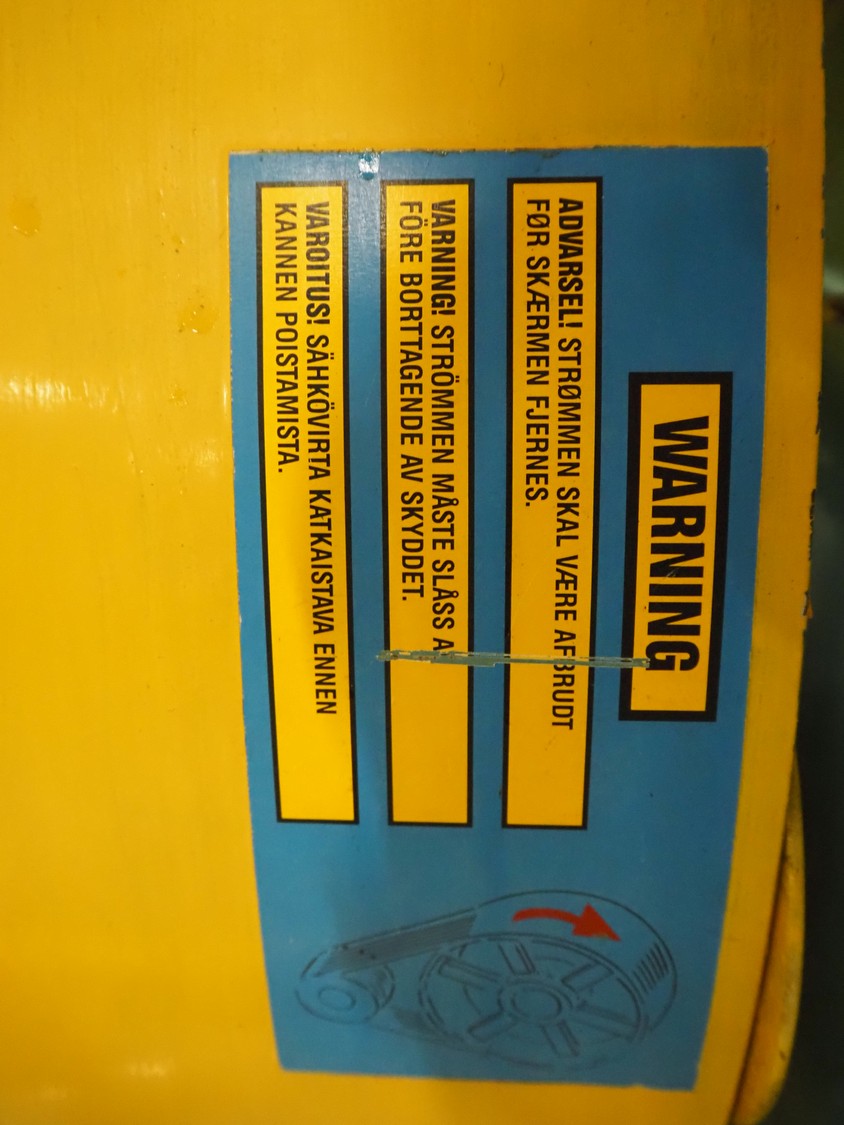 WARNING
ADVARSEL! STRØMMEN SKAL VÆRE AFBRUDT
FØR SKÆRMEN FJERNES.
VARNING! STRÖMMEN MÅSTE SLÅSS
FÖRE BORTTAGENDE AV SKYDDET.
VAROITUS! SÄHKÖVIRTA KATKAISTAVA ENNEN
KANNEN POISTAMISTA.